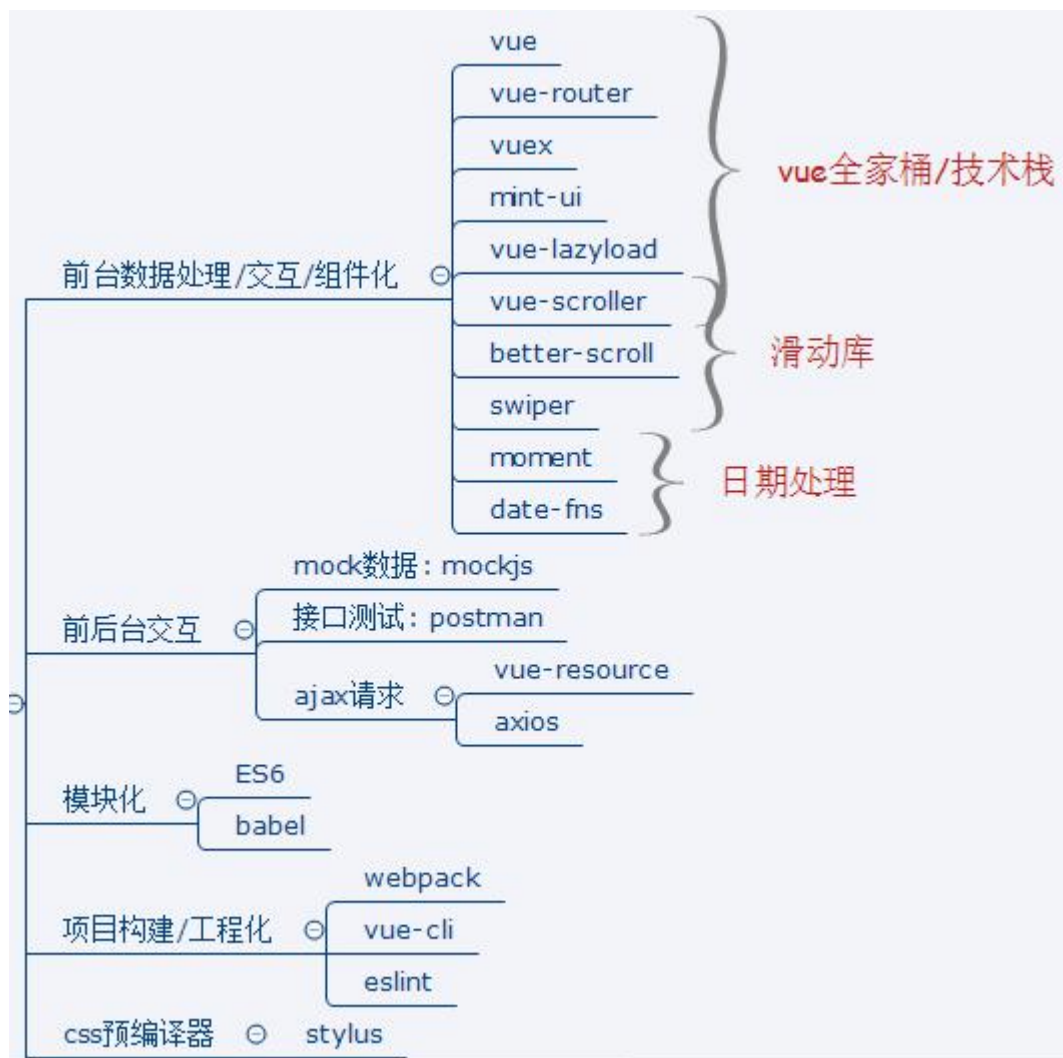 vue
vue-router
vuex
mint-ui
vue-lazyload
vue-scroller
better-scroll
swiper
moment
date-fns
vue全家桶/技术栈
滑动库
日期处理
前台数据处理/交互/组件化
mock数据：mockjs
接口测试：postman
前后台交互
ajax请求
vue-resource
axios
模块化
ES6
babel
项目构建/工程化
webpack
vue-cli
eslint
css预编译器
stylus